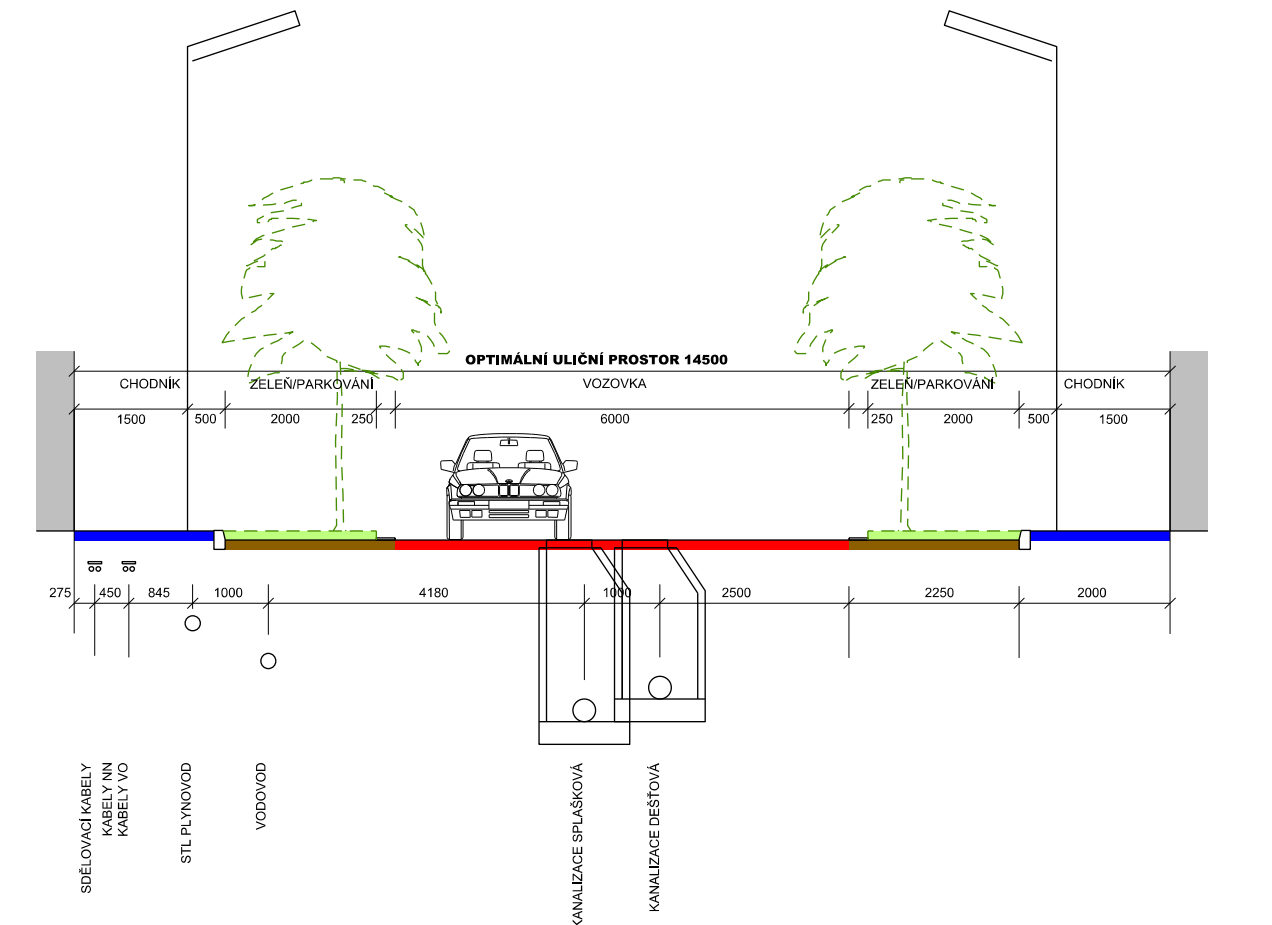 OPTIMÁLNÍ ULIČNÍ PROSTOR 14500
CHODNÍK ZELEŇ/PARKOVÁNÍ VOZOVKA ZELEŇ/PARKOVÁNÍ CHODNÍK
1500 500 2000 250 6000 250 2000 500 1500
275 450 845 1000 4180 1000 2500 2250 2000
SDĚLOVACÍ KABELY
KABELY NN
KABELY VO
STL PLYNOVOD
VODOVOD
KANALIZACE SPLAŠKOVÁ
KANALIZACE DEŠŤOVÁ